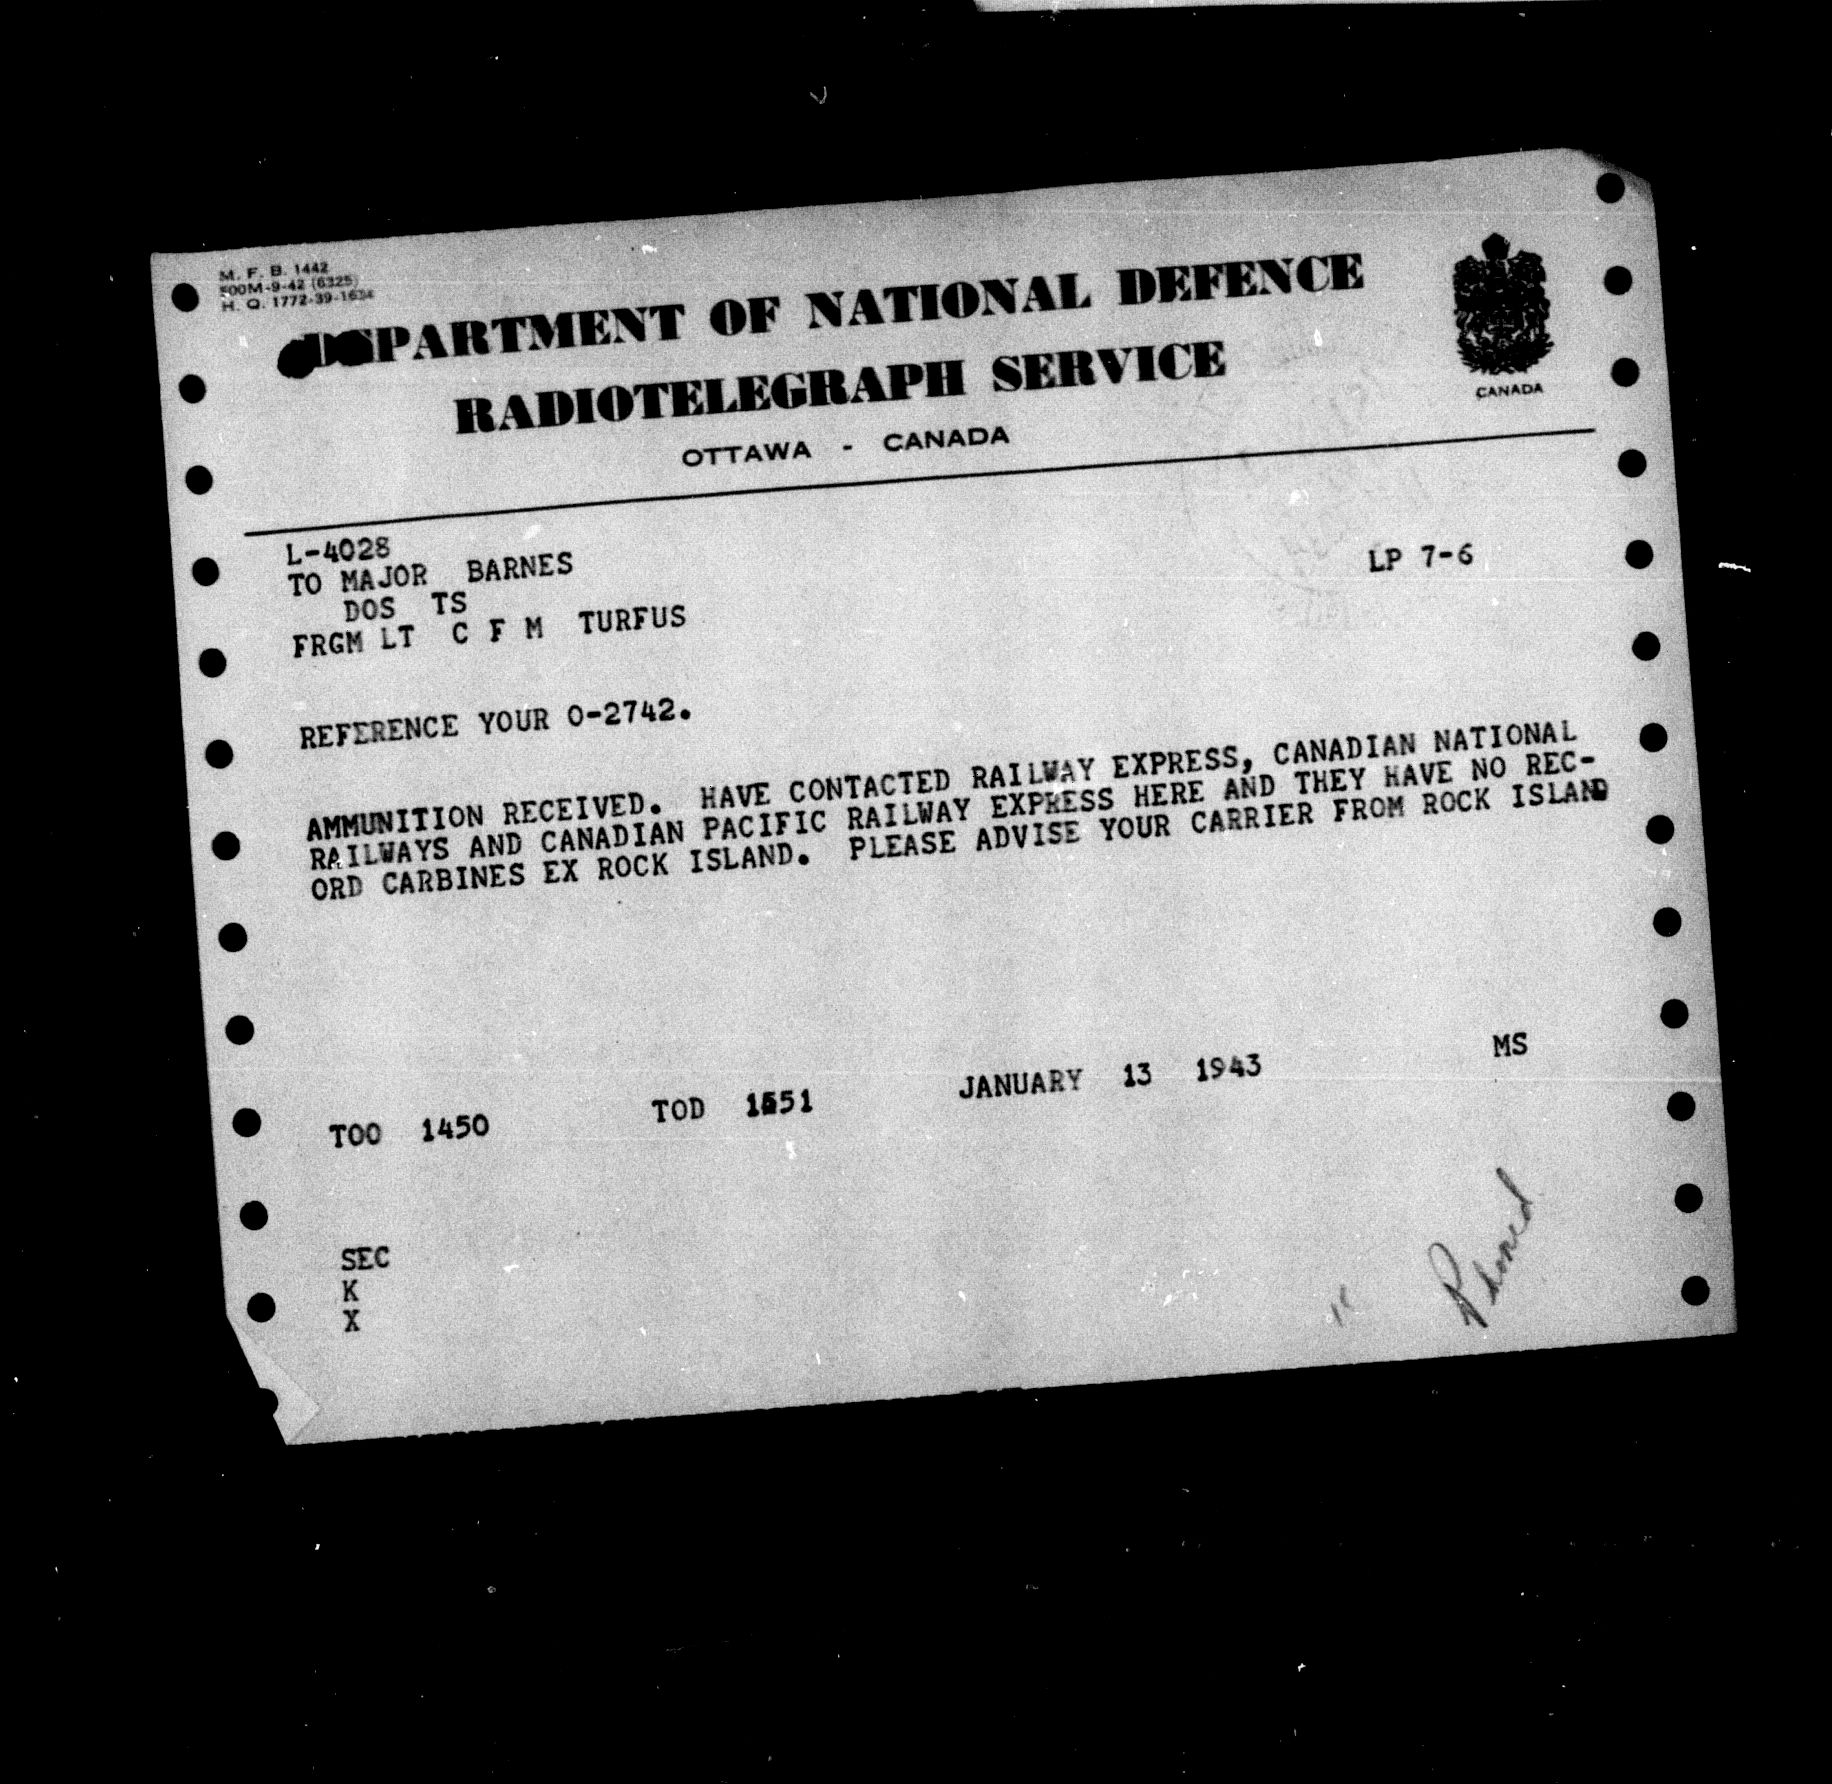 M. F. B. 1442
500M-9-42 (6325)
H. Q. 1772-39-1634
DEPARTMENT OF NATIONAL DEFENCE
RADIOTELEGRAPH SERVICE
OTTAWA - CANADA
CANADA
L-4028
TO MAJOR BARNES
LP 7-6
DOS TS
FRGM LT C F M TURFUS
REFERENCE YOUR O-2742.
AMMUNITION RECEIVED. HAVE CONTACTED RAILWAY EXPRESS, CANADIAN NATIONAL
RAILWAYS AND CANADIAN PACIFIC RAILWAY EXPRESS HERE AND THEY HAVE NO REC-
ORD CARBINES EX ROCK ISLAND. PLEASE ADVISE YOUR CARRIER FROM ROCK ISLAND
MS
TOO 1450 TOD 1551 JANUARY 13 1943
SEC
K
X
Phoned